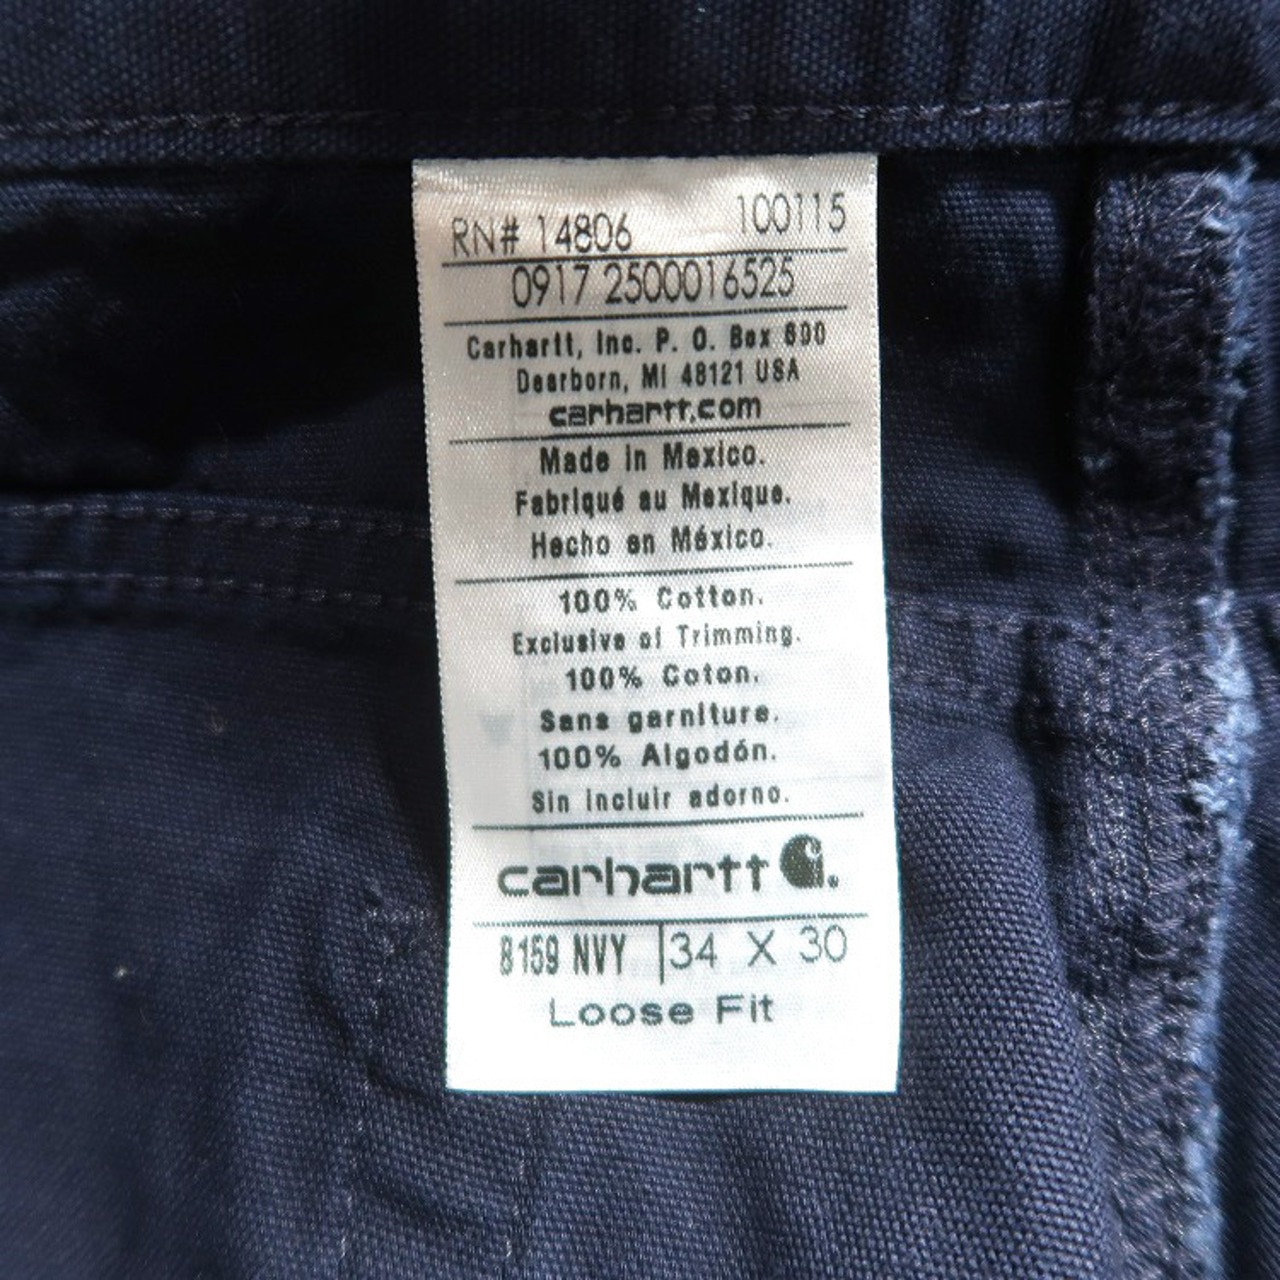 RN# 14806 100115
0917 2500016525
Carhartt, Inc. P. O. Box 690
Dearborn, MI 48121 USA
carhartt.com
Made in Mexico.
Fabriqué au Mexique.
Hecho en México.
100% Cotton.
Exclusive of Trimming.
100% Coton.
Sans garniture.
100% Algodón.
Sin incluir adorno.
carhartt
8159 NVY 34 X 30
Loose Fit